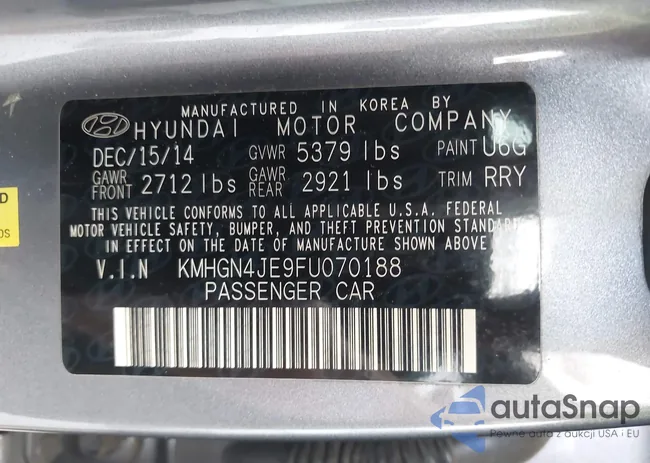 MANUFACTURED IN KOREA BY
HYUNDAI MOTOR COMPANY
DEC/15/14 GVWR 5379 lbs PAINT U6G
GAWR FRONT 2712 lbs GAWR REAR 2921 lbs TRIM RRY
THIS VEHICLE CONFORMS TO ALL APPLICABLE U.S.A. FEDERAL
MOTOR VEHICLE SAFETY, BUMPER, AND THEFT PREVENTION STANDARDS
IN EFFECT ON THE DATE OF MANUFACTURE SHOWN ABOVE.
V.I.N KMHGN4JE9FU070188
PASSENGER CAR
D
OS
autoSnap
Pewne auto z aukcji USA i EU